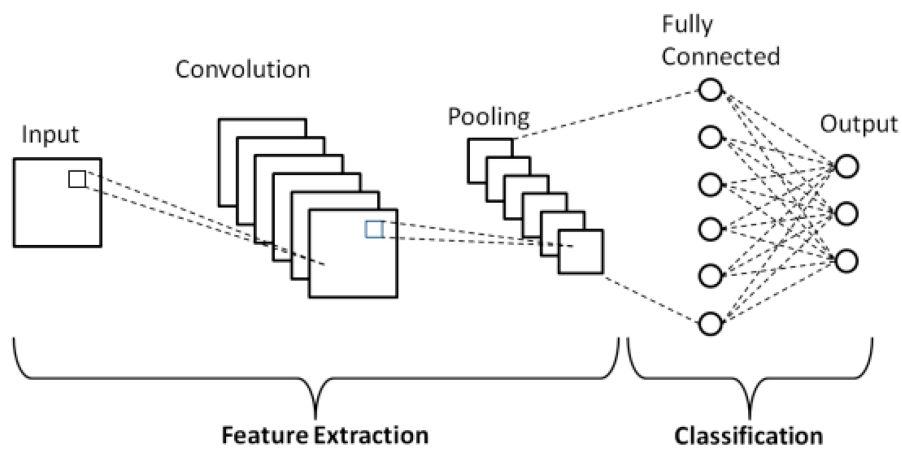 Input
Convolution
Pooling
Fully
Connected
Output
Feature Extraction
Classification